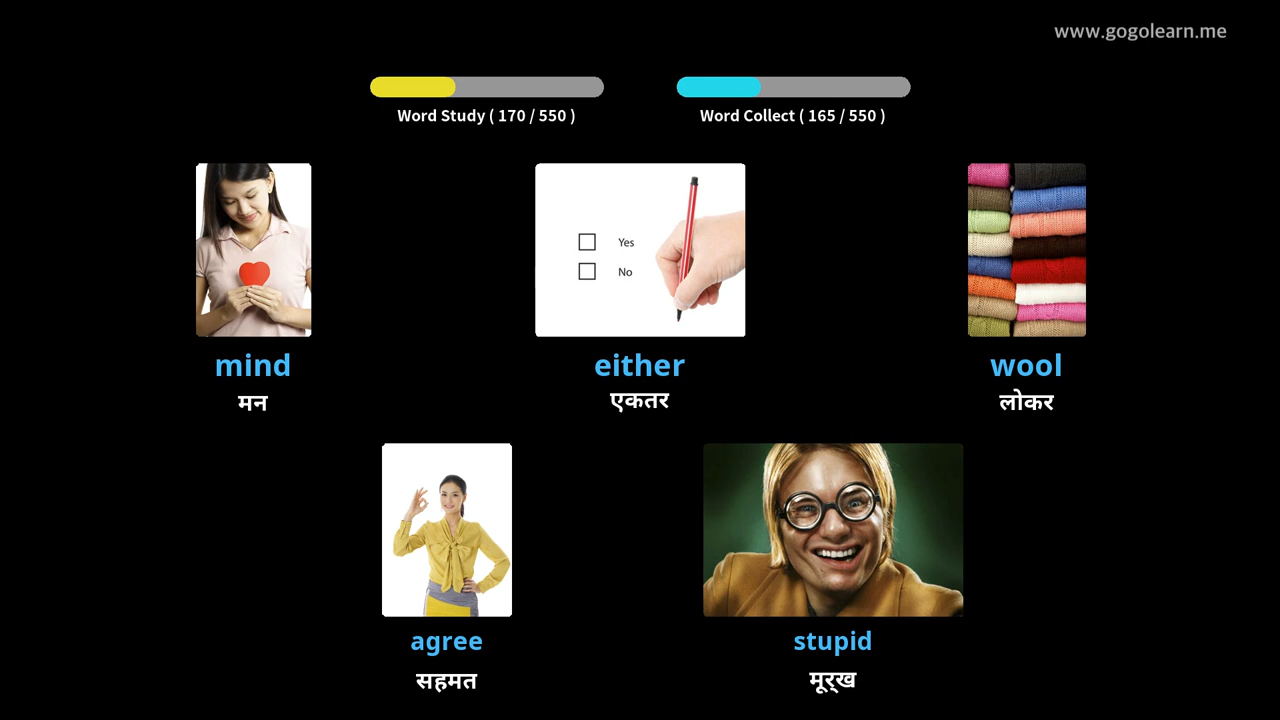 www.gogolearn.me
Word Study ( 170 / 550 )
Word Collect ( 165 / 550 )
Yes
No
mind
मन
either
एकतर
wool
लोकर
agree
सहमत
stupid
मूर्ख